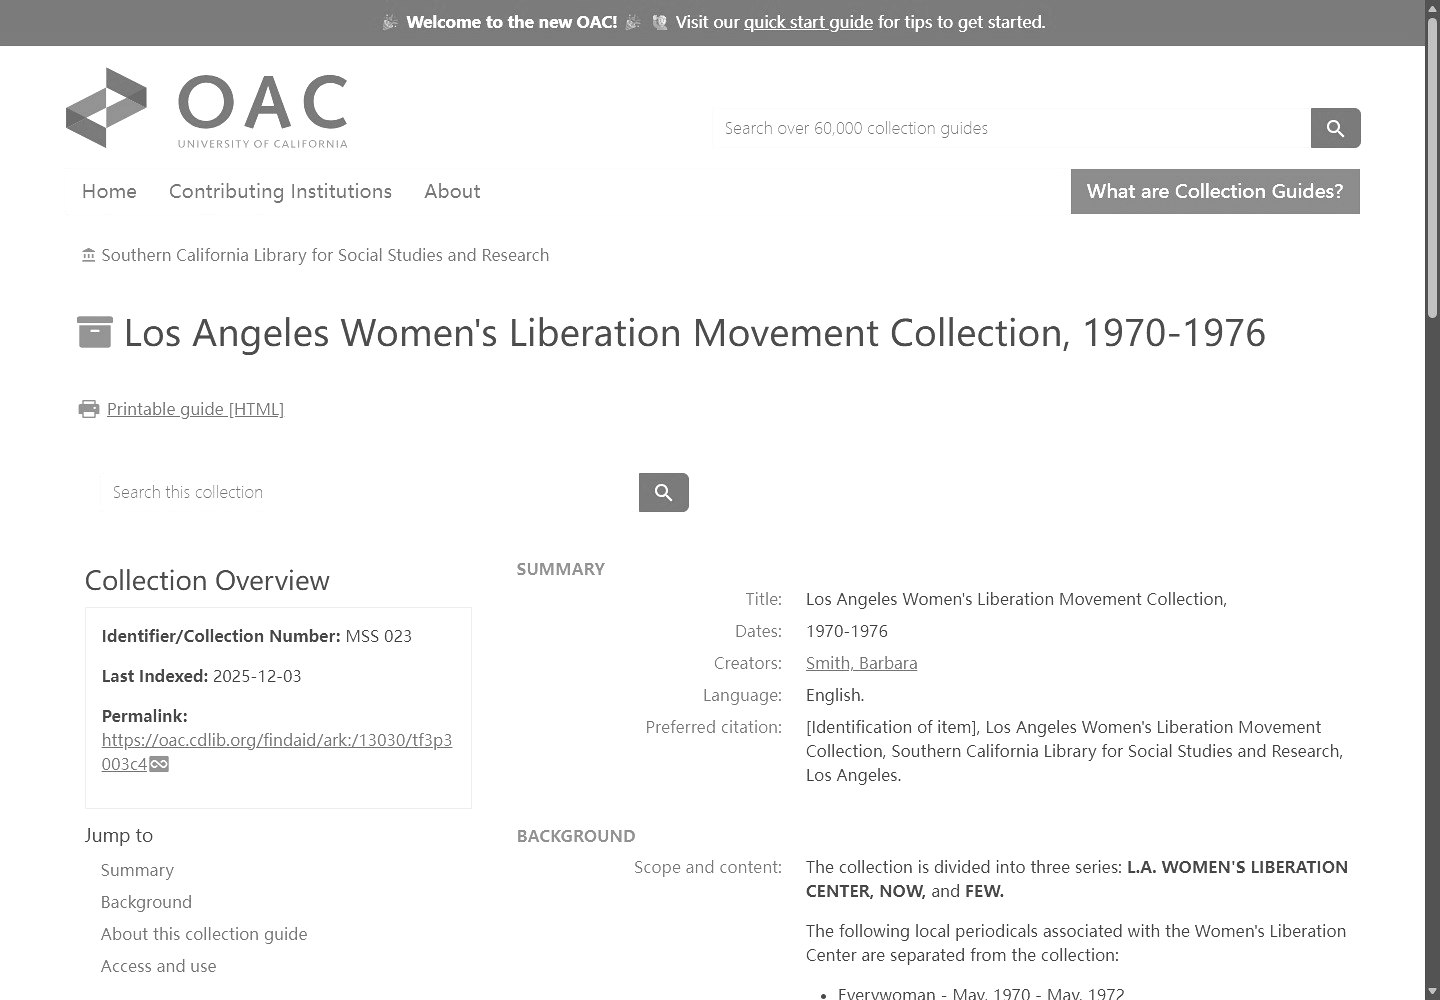 Welcome to the new OAC! Visit our quick start guide for tips to get started.
OAC
UNIVERSITY OF CALIFORNIA
Search over 60,000 collection guides
Home Contributing Institutions About
What are Collection Guides?
Southern California Library for Social Studies and Research
Los Angeles Women's Liberation Movement Collection, 1970-1976
Printable guide [HTML]
Search this collection
Collection Overview
Identifier/Collection Number: MSS 023
Last Indexed: 2025-12-03
Permalink:
https://oac.cdlib.org/findaid/ark:/13030/tf3p3
003c4
Jump to
Summary
Background
About this collection guide
Access and use
SUMMARY
Title: Los Angeles Women's Liberation Movement Collection,
Dates: 1970-1976
Creators: Smith, Barbara
Language: English.
Preferred citation: [Identification of item], Los Angeles Women's Liberation Movement
Collection, Southern California Library for Social Studies and Research,
Los Angeles.
BACKGROUND
Scope and content: The collection is divided into three series: L.A. WOMEN'S LIBERATION
CENTER, NOW, and FEW.
The following local periodicals associated with the Women's Liberation
Center are separated from the collection:
• Everywoman - May, 1970 - May, 1972